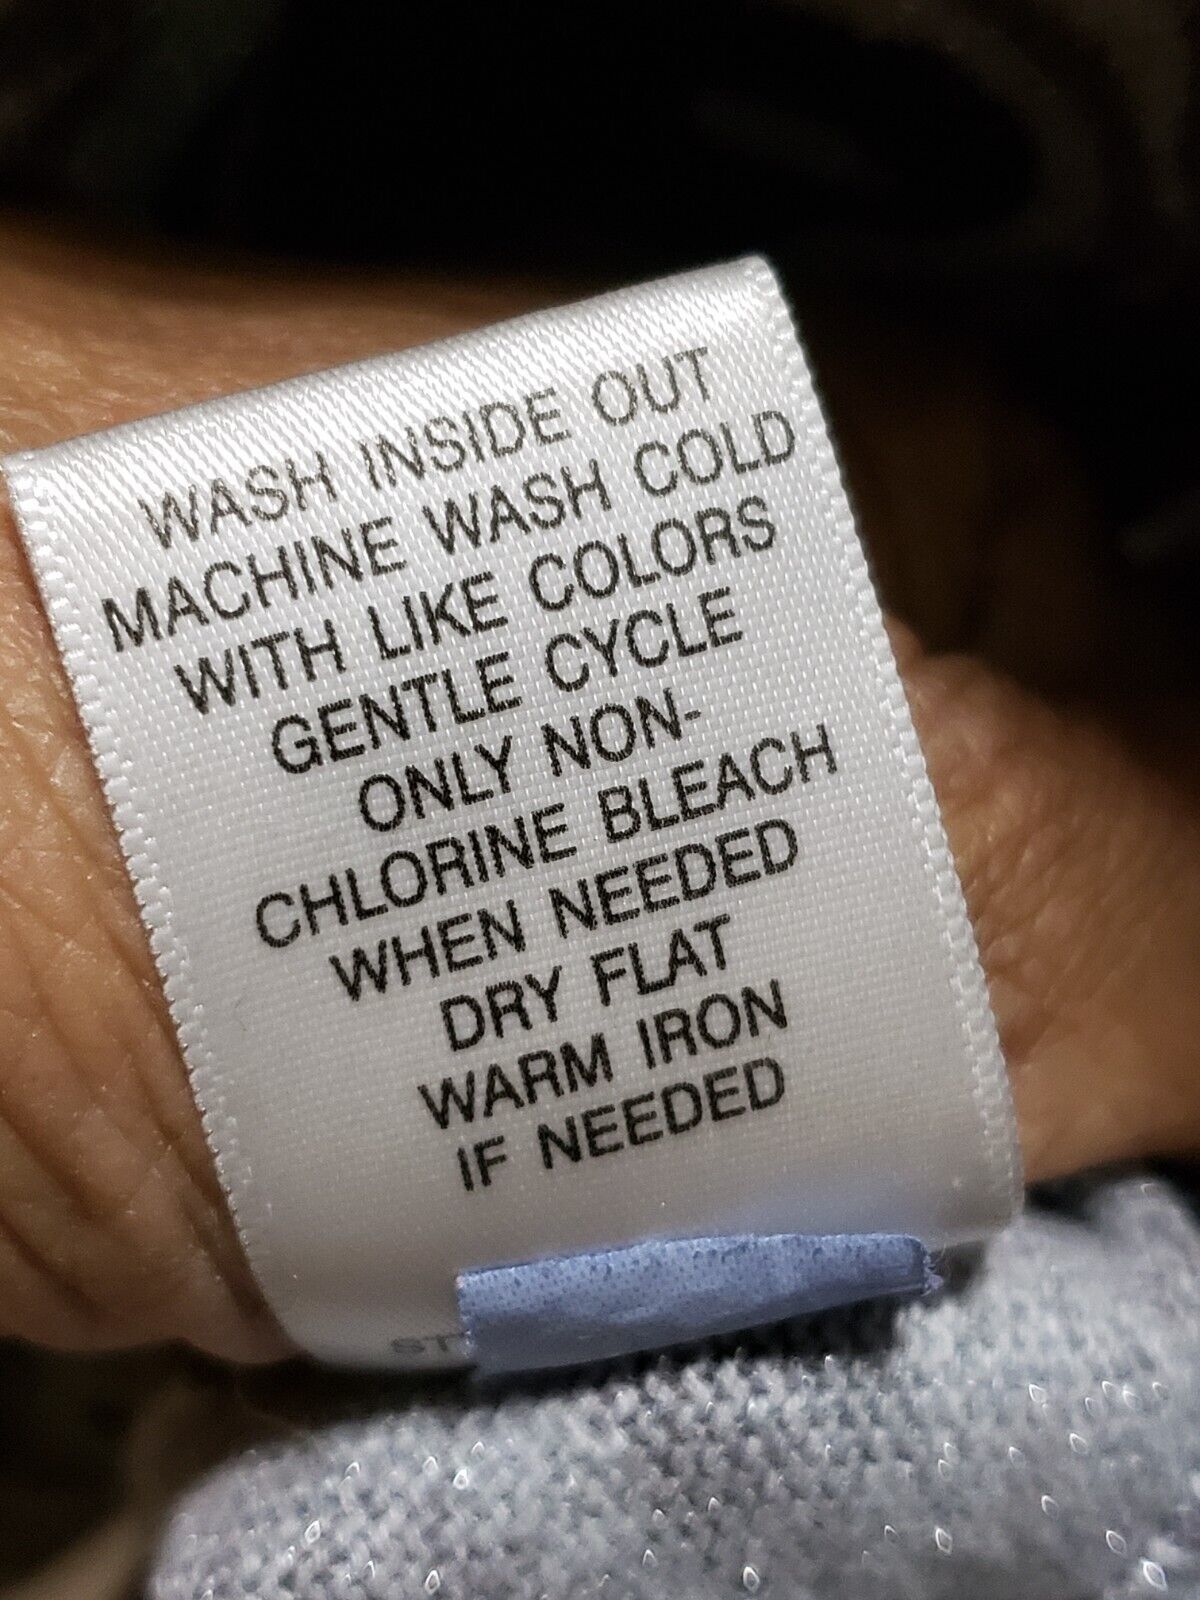 WASH INSIDE OUT
MACHINE WASH COLD
WITH LIKE COLORS
GENTLE CYCLE
ONLY NON-
CHLORINE BLEACH
WHEN NEEDED
DRY FLAT
WARM IRON
IF NEEDED